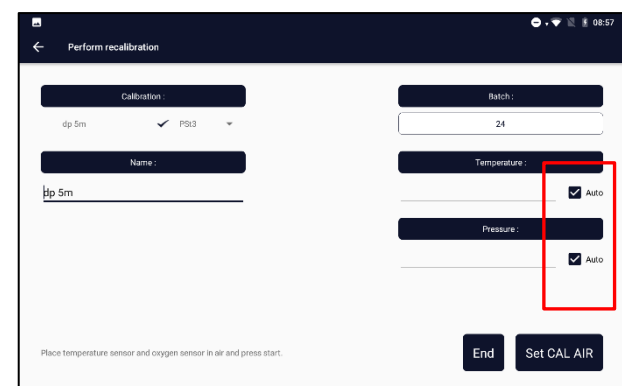 08:57
Perform recalibration
Calibration :
Batch :
dp 5m PSt3
24
Name :
Temperature :
dp 5m
Auto
Pressure :
Auto
Place temperature sensor and oxygen sensor in air and press start.
End
Set CAL AIR